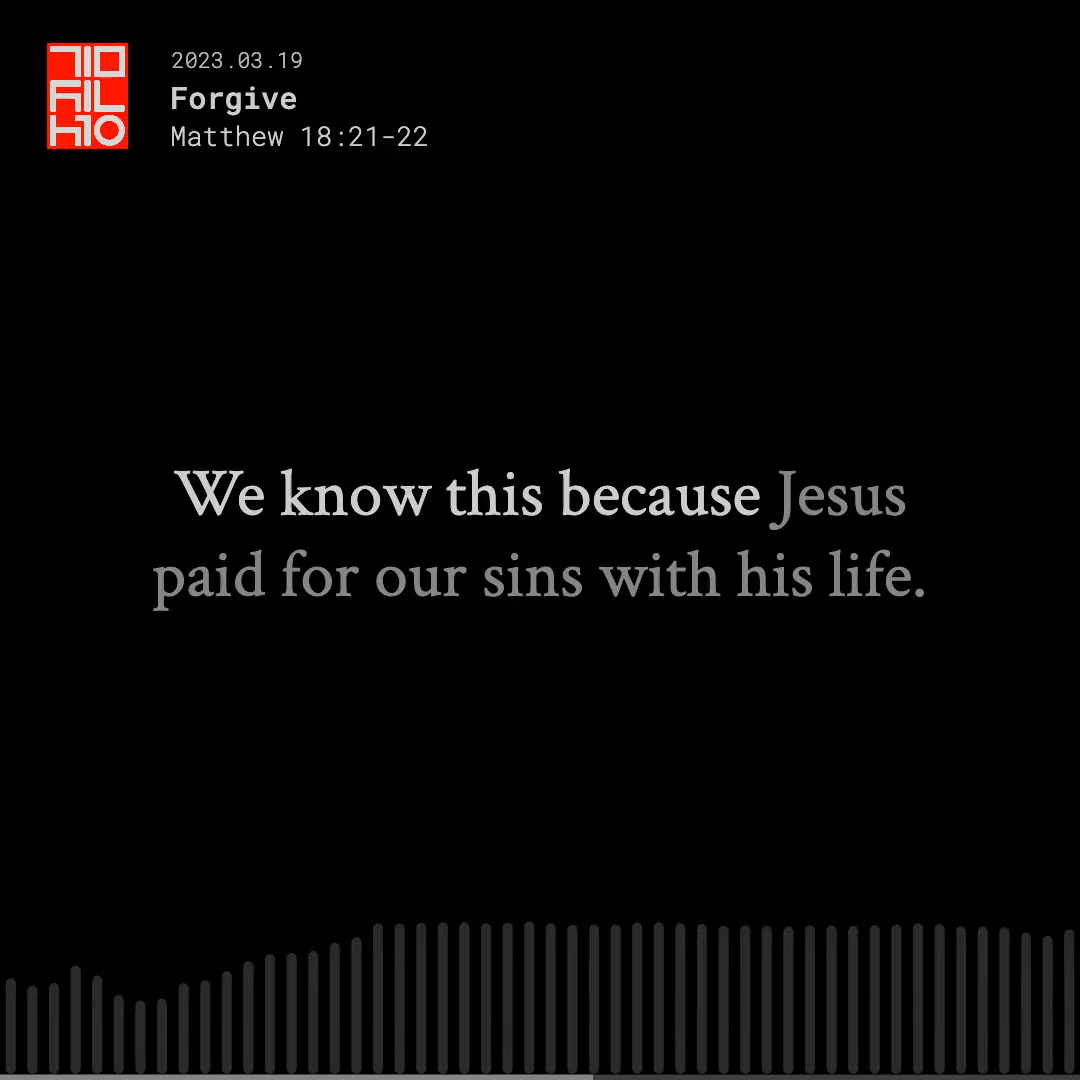 2023.03.19
Forgive
Matthew 18:21-22
We know this because Jesus
paid for our sins with his life.